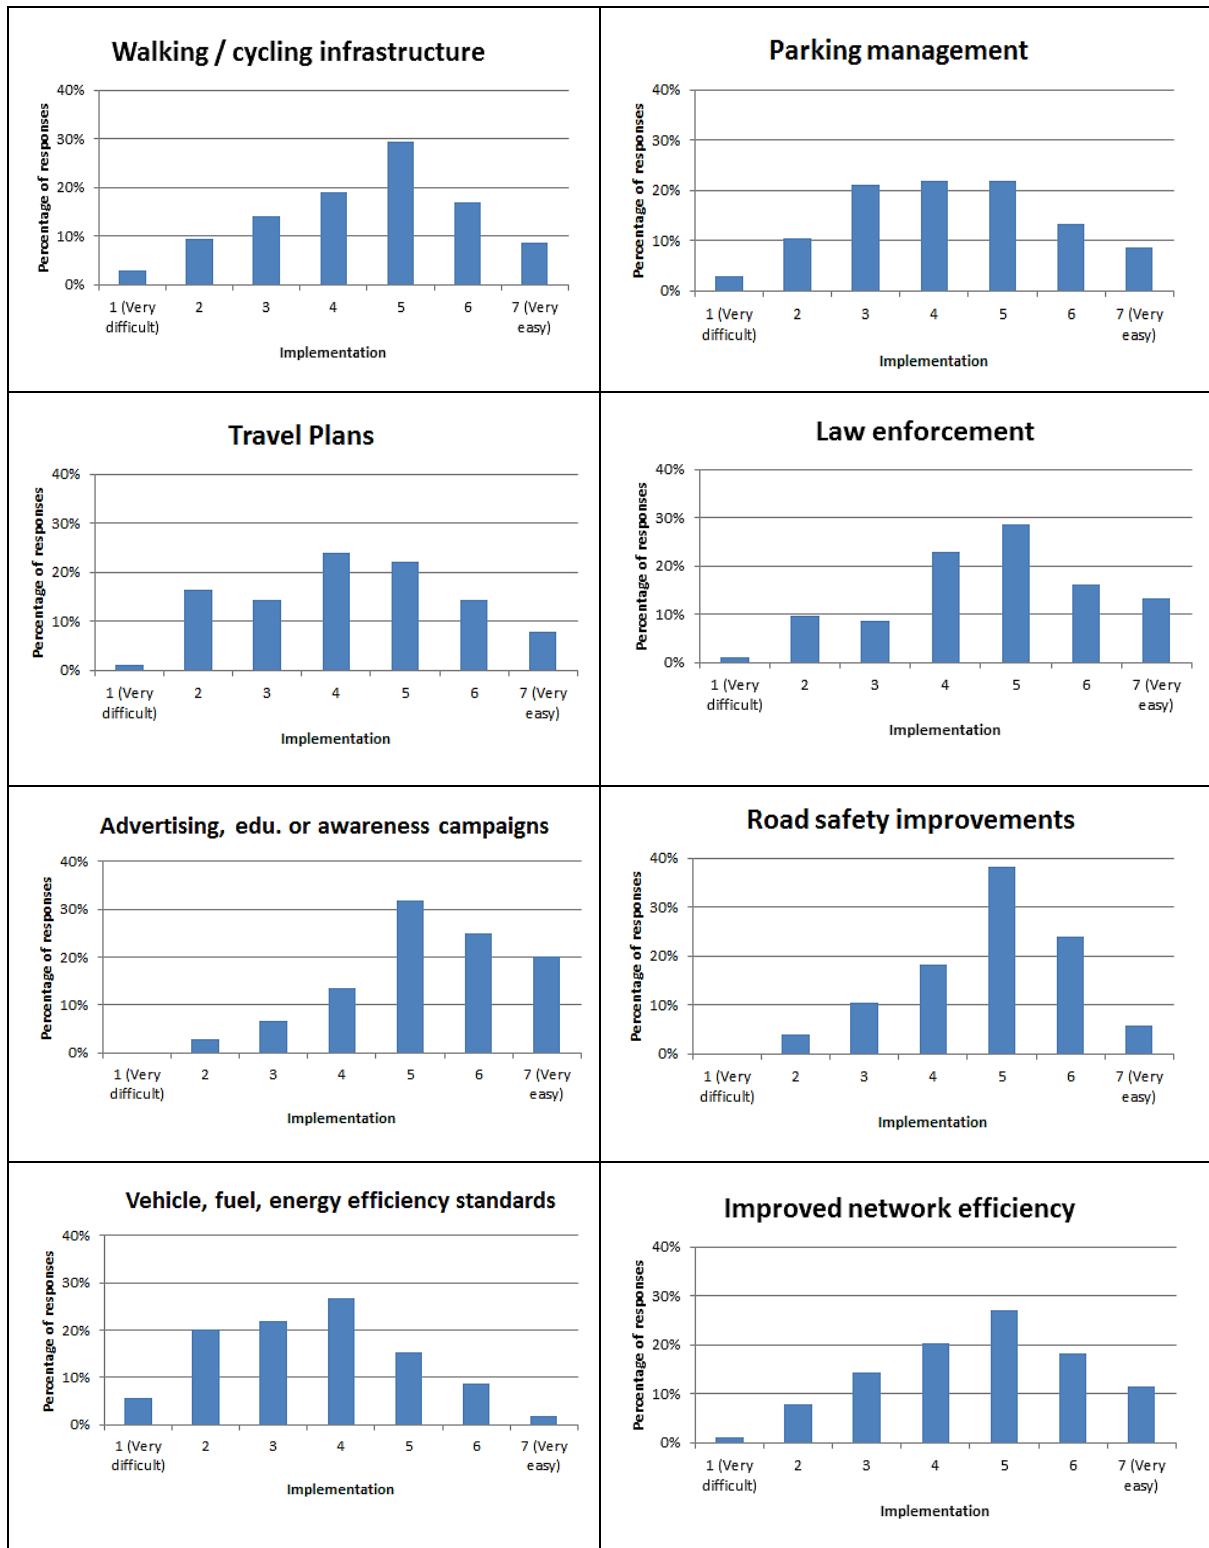 Walking / cycling infrastructure
Percentage of responses
40%
30%
20%
10%
0%
1 (Very difficult)
2
3
4
5
6
7 (Very easy)
Implementation
Parking management
Percentage of responses
40%
30%
20%
10%
0%
1 (Very difficult)
2
3
4
5
6
7 (Very easy)
Implementation
Travel Plans
Percentage of responses
40%
30%
20%
10%
0%
1 (Very difficult)
2
3
4
5
6
7 (Very easy)
Implementation
Law enforcement
Percentage of responses
40%
30%
20%
10%
0%
1 (Very difficult)
2
3
4
5
6
7 (Very easy)
Implementation
Advertising, edu. or awareness campaigns
Percentage of responses
40%
30%
20%
10%
0%
1 (Very difficult)
2
3
4
5
6
7 (Very easy)
Implementation
Road safety improvements
Percentage of responses
40%
30%
20%
10%
0%
1 (Very difficult)
2
3
4
5
6
7 (Very easy)
Implementation
Vehicle, fuel, energy efficiency standards
Percentage of responses
40%
30%
20%
10%
0%
1 (Very difficult)
2
3
4
5
6
7 (Very easy)
Implementation
Improved network efficiency
Percentage of responses
40%
30%
20%
10%
0%
1 (Very difficult)
2
3
4
5
6
7 (Very easy)
Implementation